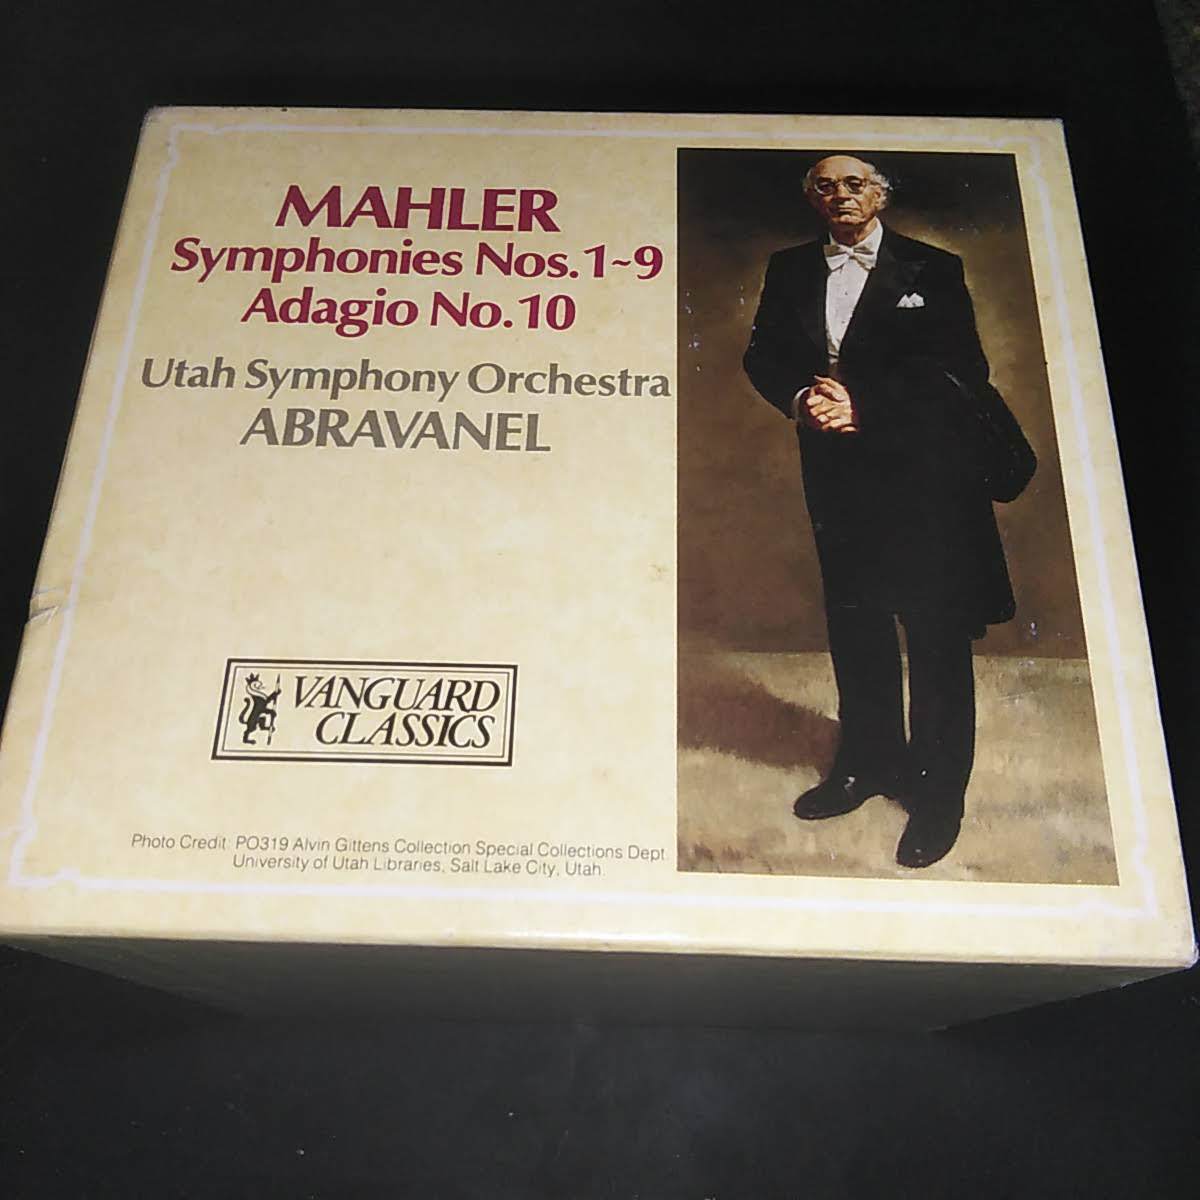 MAHLER
Symphonies Nos.1~9
Adagio No.10
Utah Symphony Orchestra
ABRAVANEL
VANGUARD
CLASSICS
Photo Credit: PO319 Alvin Gittens Collection Special Collections Dept.
University of Utah Libraries, Salt Lake City, Utah.